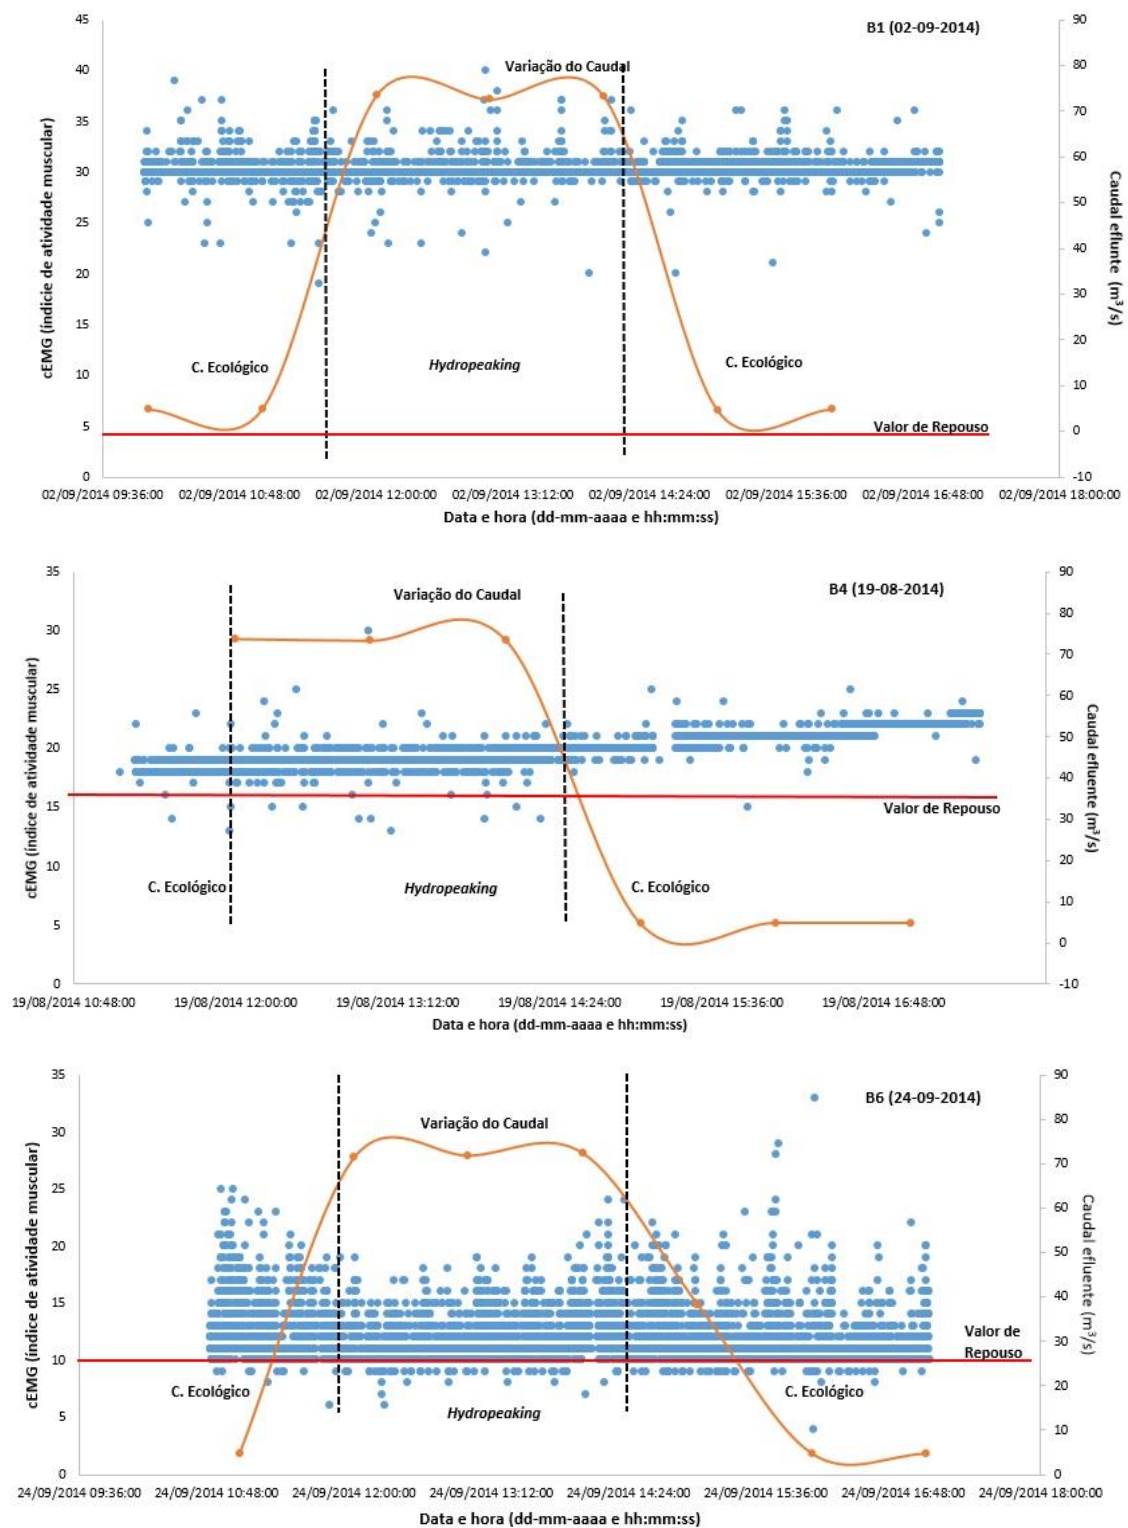 B1 (02-09-2014)
cEMG (índicie de atividade muscular)
45
40
35
30
25
20
15
10
5
0
Variação do Caudal
C. Ecológico
Hydropeaking
C. Ecológico
Valor de Repouso
90
80
70
60
50
40
30
20
10
0
-10
Caudal eflunte (m³/s)
02/09/2014 09:36:00 02/09/2014 10:48:00 02/09/2014 12:00:00 02/09/2014 13:12:00 02/09/2014 14:24:00 02/09/2014 15:36:00 02/09/2014 16:48:00 02/09/2014 18:00:00
Data e hora (dd-mm-aaaa e hh:mm:ss)
B4 (19-08-2014)
cEMG (índice de atividade muscular)
35
30
25
20
15
10
5
0
Variação do Caudal
Valor de Repouso
C. Ecológico
Hydropeaking
C. Ecológico
90
80
70
60
50
40
30
20
10
0
-10
Caudal efluente (m³/s)
19/08/2014 10:48:00 19/08/2014 12:00:00 19/08/2014 13:12:00 19/08/2014 14:24:00 19/08/2014 15:36:00 19/08/2014 16:48:00
Data e hora (dd-mm-aaaa e hh:mm:ss)
B6 (24-09-2014)
cEMG (índice de atividade muscular)
35
30
25
20
15
10
5
0
Variação do Caudal
Valor de
Repouso
C. Ecológico
Hydropeaking
C. Ecológico
90
80
70
60
50
40
30
20
10
0
Caudal efluente (m³/s)
24/09/2014 09:36:00 24/09/2014 10:48:00 24/09/2014 12:00:00 24/09/2014 13:12:00 24/09/2014 14:24:00 24/09/2014 15:36:00 24/09/2014 16:48:00 24/09/2014 18:00:00
Data e hora (dd-mm-aaaa e hh:mm:ss)